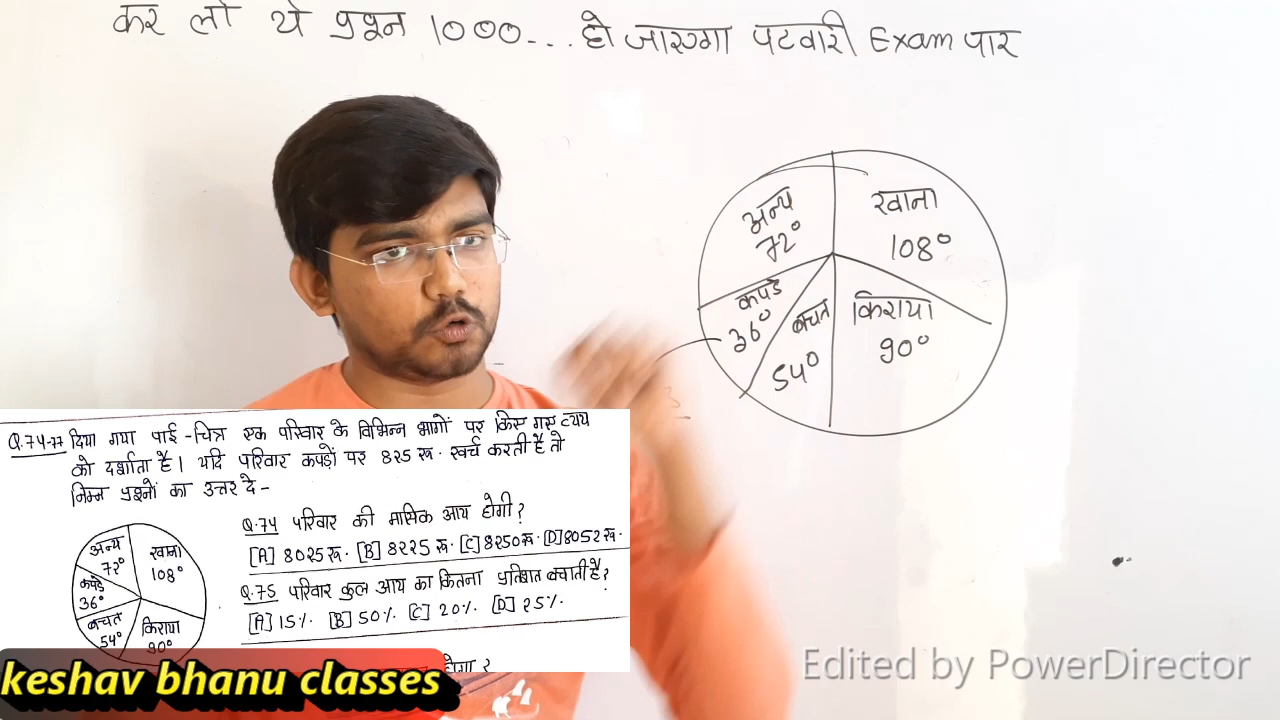 कर लो ये प्रश्न 1000... हो जाएगा पटवारी Exam पार
अन्य
72°
खाना
108°
कपडे
36°
बचत
54°
किराया
90°
Q.74-77 दिया गया पाई-चित्र एक परिवार के विभिन्न भागों पर किए गए व्यय
को दर्शाता है। यदि परिवार कपड़ों पर 825 रू. खर्च करती है तो
निम्न प्रश्नों का उत्तर दे -
Q.74 परिवार की मासिक आय होगी?
[A] 8025 रू. [B] 8225 रू. [C] 8250 रू. [D] 8052 रू.
Q.75 परिवार कुल आय का कितना प्रतिशत बचाती है?
[A] 15%. [B] 50%. [C] 20%. [D] 25%.
अन्य
72°
खाना
108°
कपडे
36°
बचत
54°
किराया
90°
होगा ?
keshav bhanu classes
Edited by PowerDirector